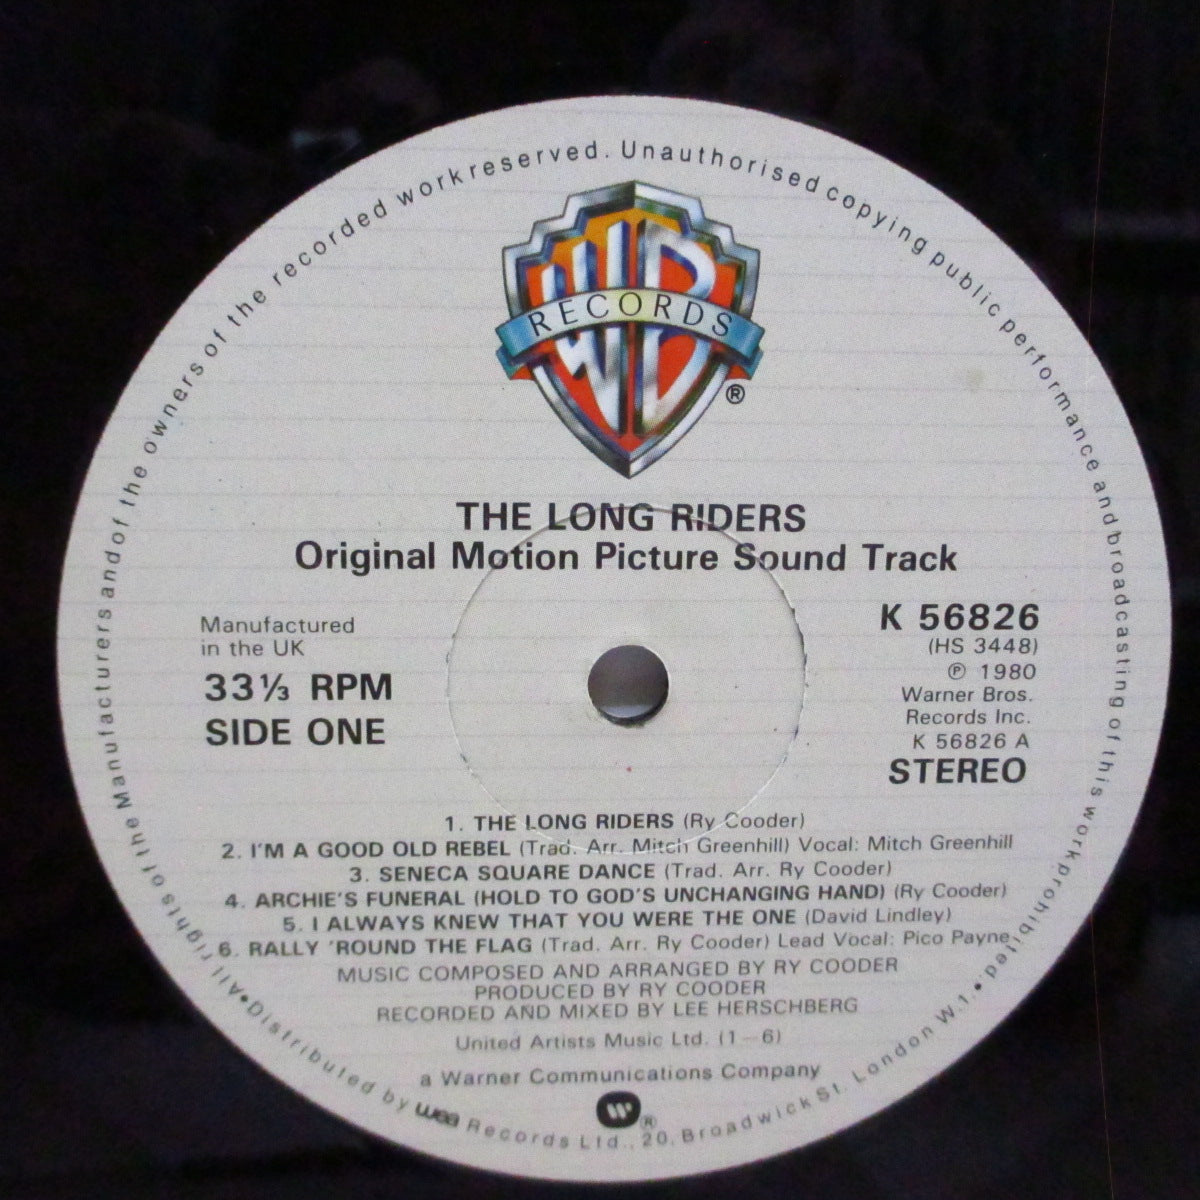 All rights of the Manufacturers and of the owners of the recorded work reserved. Unauthorised copying public performance and broadcasting of this work prohibited.
WB
RECORDS
®
THE LONG RIDERS
Original Motion Picture Sound Track
Manufactured
in the UK
33⅓ RPM
SIDE ONE
K 56826
(HS 3448)
℗ 1980
Warner Bros.
Records Inc.
K 56826 A
STEREO
1. THE LONG RIDERS (Ry Cooder)
2. I'M A GOOD OLD REBEL (Trad. Arr. Mitch Greenhill) Vocal: Mitch Greenhill
3. SENECA SQUARE DANCE (Trad. Arr. Ry Cooder)
4. ARCHIE'S FUNERAL (HOLD TO GOD'S UNCHANGING HAND) (Ry Cooder)
5. I ALWAYS KNEW THAT YOU WERE THE ONE (David Lindley)
6. RALLY 'ROUND THE FLAG (Trad. Arr. Ry Cooder) Lead Vocal: Pico Payne
MUSIC COMPOSED AND ARRANGED BY RY COODER
PRODUCED BY RY COODER
RECORDED AND MIXED BY LEE HERSCHBERG
United Artists Music Ltd. (1—6)
a Warner Communications Company
W ®
•Distributed by wea Records Ltd., 20, Broadwick St. London W.1.•